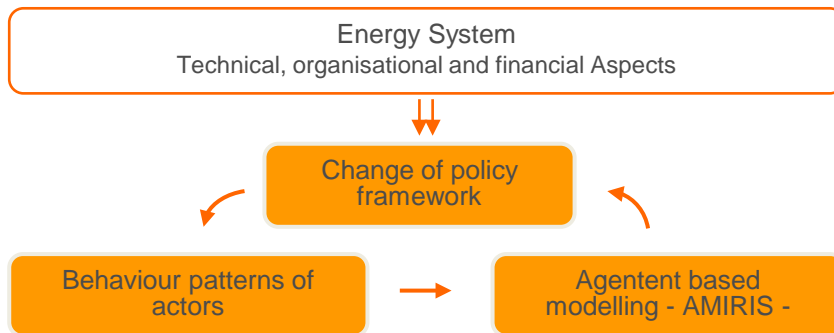 Energy System
Technical, organisational and financial Aspects
Change of policy
framework
Behaviour patterns of
actors
Agentent based
modelling - AMIRIS -